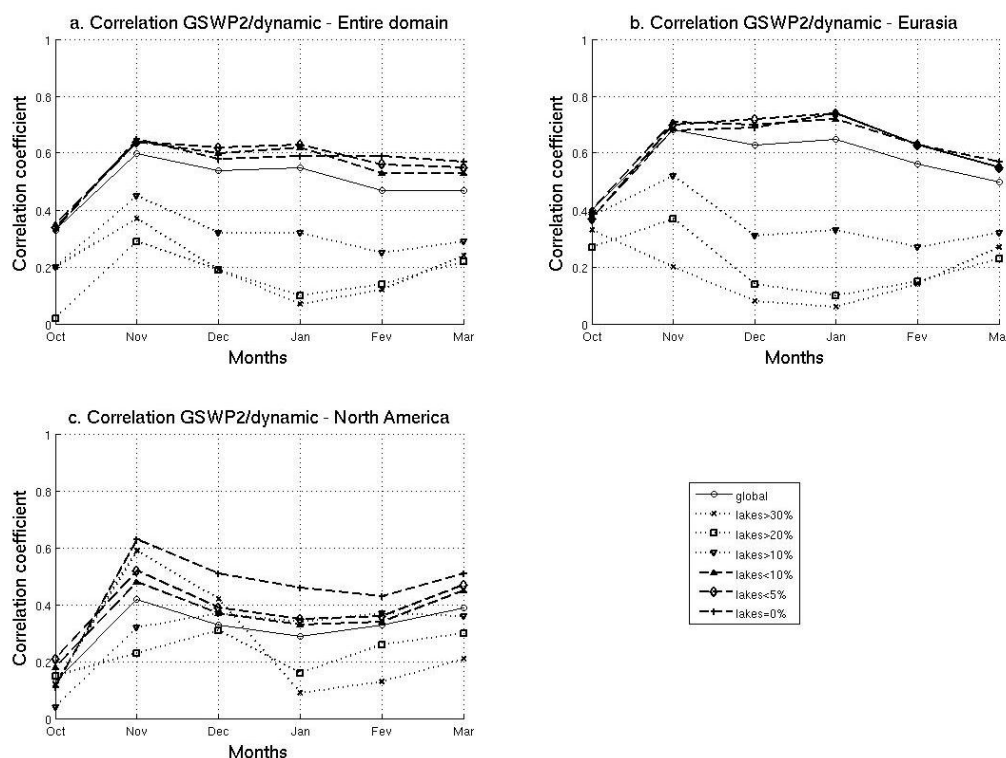 a. Correlation GSWP2/dynamic - Entire domain
1
0.8
0.6
0.4
0.2
0
Correlation coefficient
Oct Nov Dec Jan Fev Mar
Months
b. Correlation GSWP2/dynamic - Eurasia
1
0.8
0.6
0.4
0.2
0
Correlation coefficient
Oct Nov Dec Jan Fev Ma
Months
c. Correlation GSWP2/dynamic - North America
1
0.8
0.6
0.4
0.2
0
Correlation coefficient
Oct Nov Dec Jan Fev Mar
Months
global
lakes>30%
lakes>20%
lakes>10%
lakes<10%
lakes<5%
lakes=0%